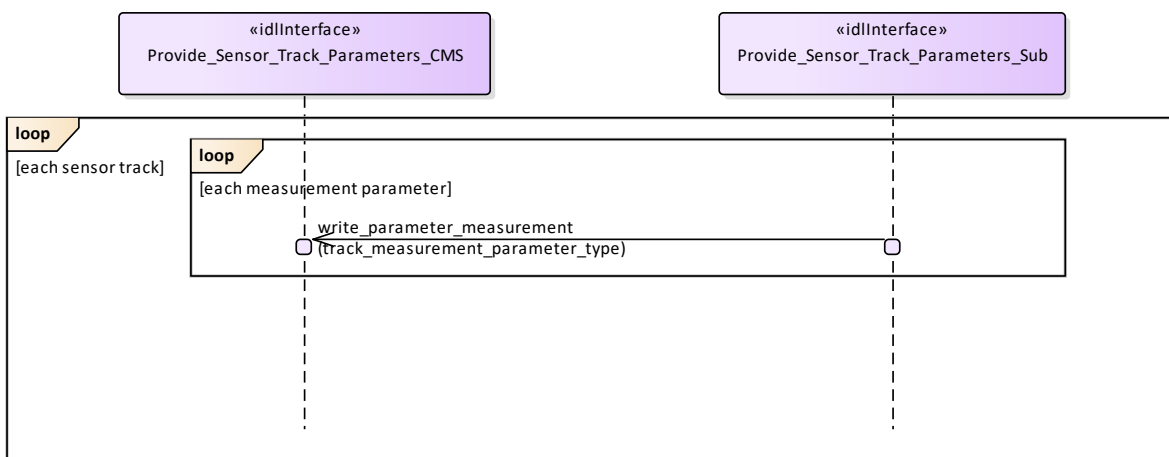 «idlInterface»
Provide_Sensor_Track_Parameters_CMS
«idlInterface»
Provide_Sensor_Track_Parameters_Sub
loop
[each sensor track]
loop
[each measurement parameter]
write_parameter_measurement
(track_measurement_parameter_type)